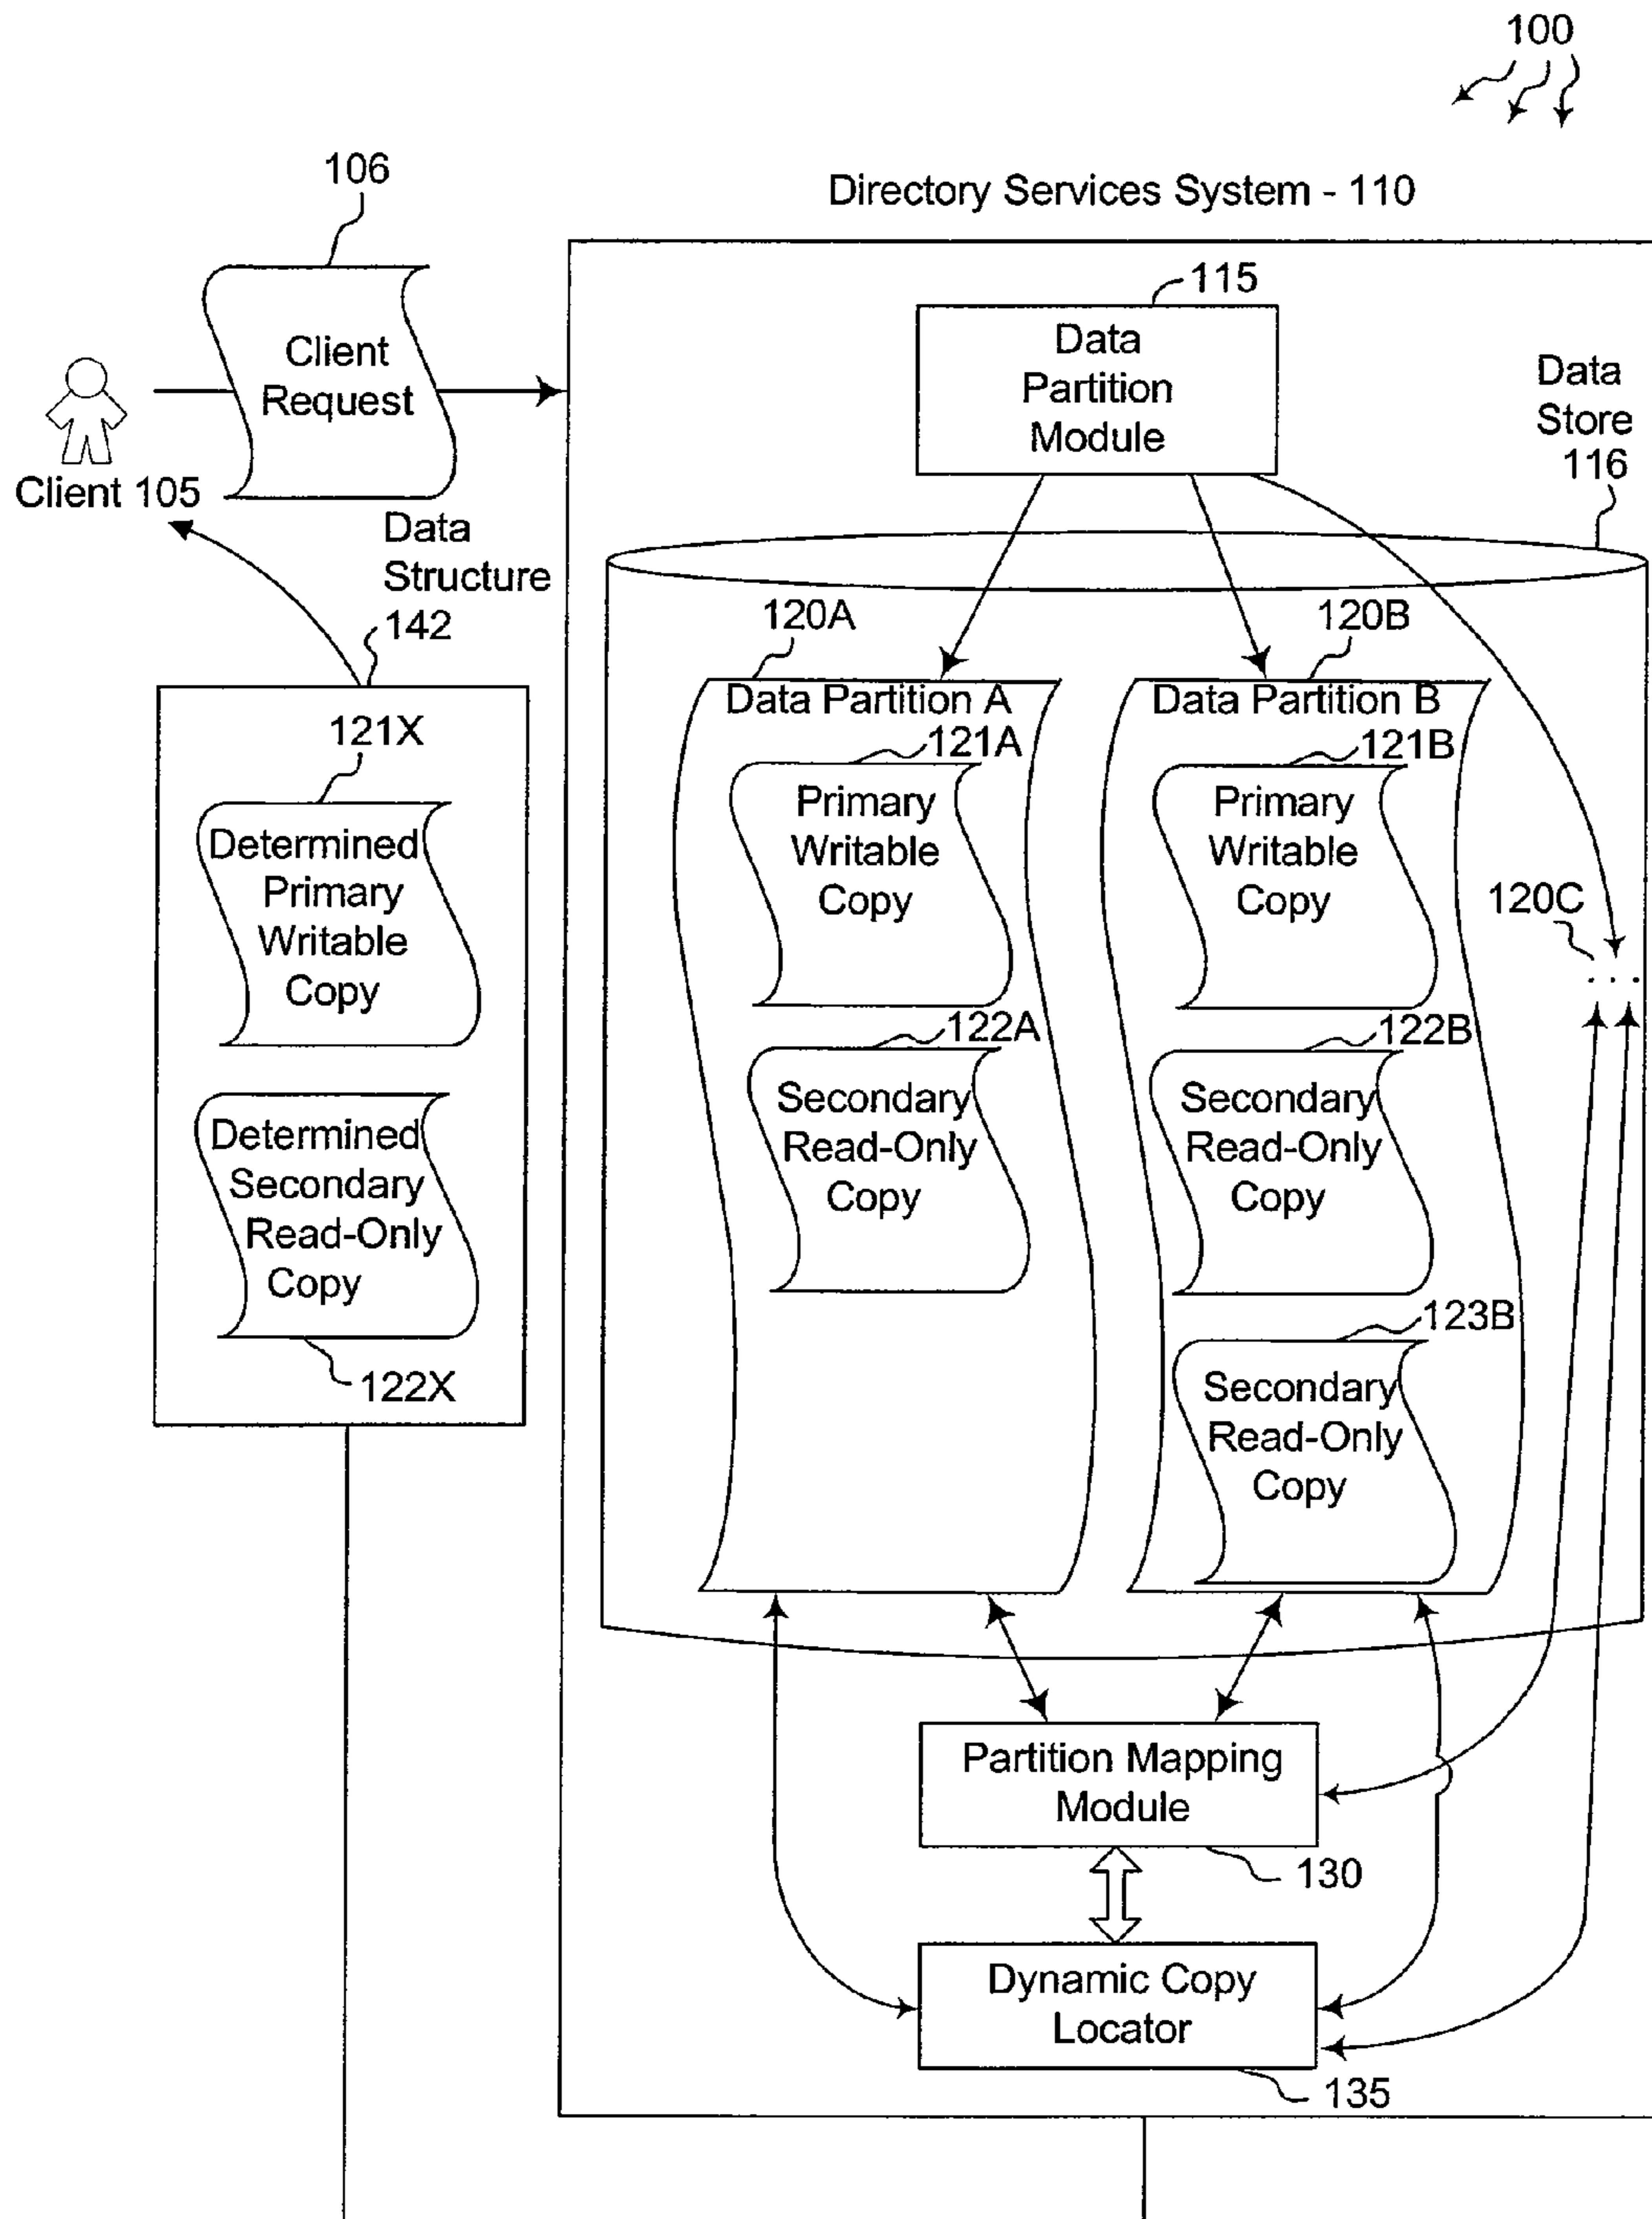 100
106
Directory Services System - 110
115
Data
Partition
Module
Client
Request
Data
Store
116
Client 105
Data
Structure
142
120A
120B
Data Partition A
Data Partition B
121X
121A
121B
Determined
Primary
Writable
Copy
Primary
Writable
Copy
Primary
Writable
Copy
120C
. . .
122A
122B
Determined
Secondary
Read-Only
Copy
Secondary
Read-Only
Copy
Secondary
Read-Only
Copy
122X
123B
Secondary
Read-Only
Copy
Partition Mapping
Module
130
Dynamic Copy
Locator
135